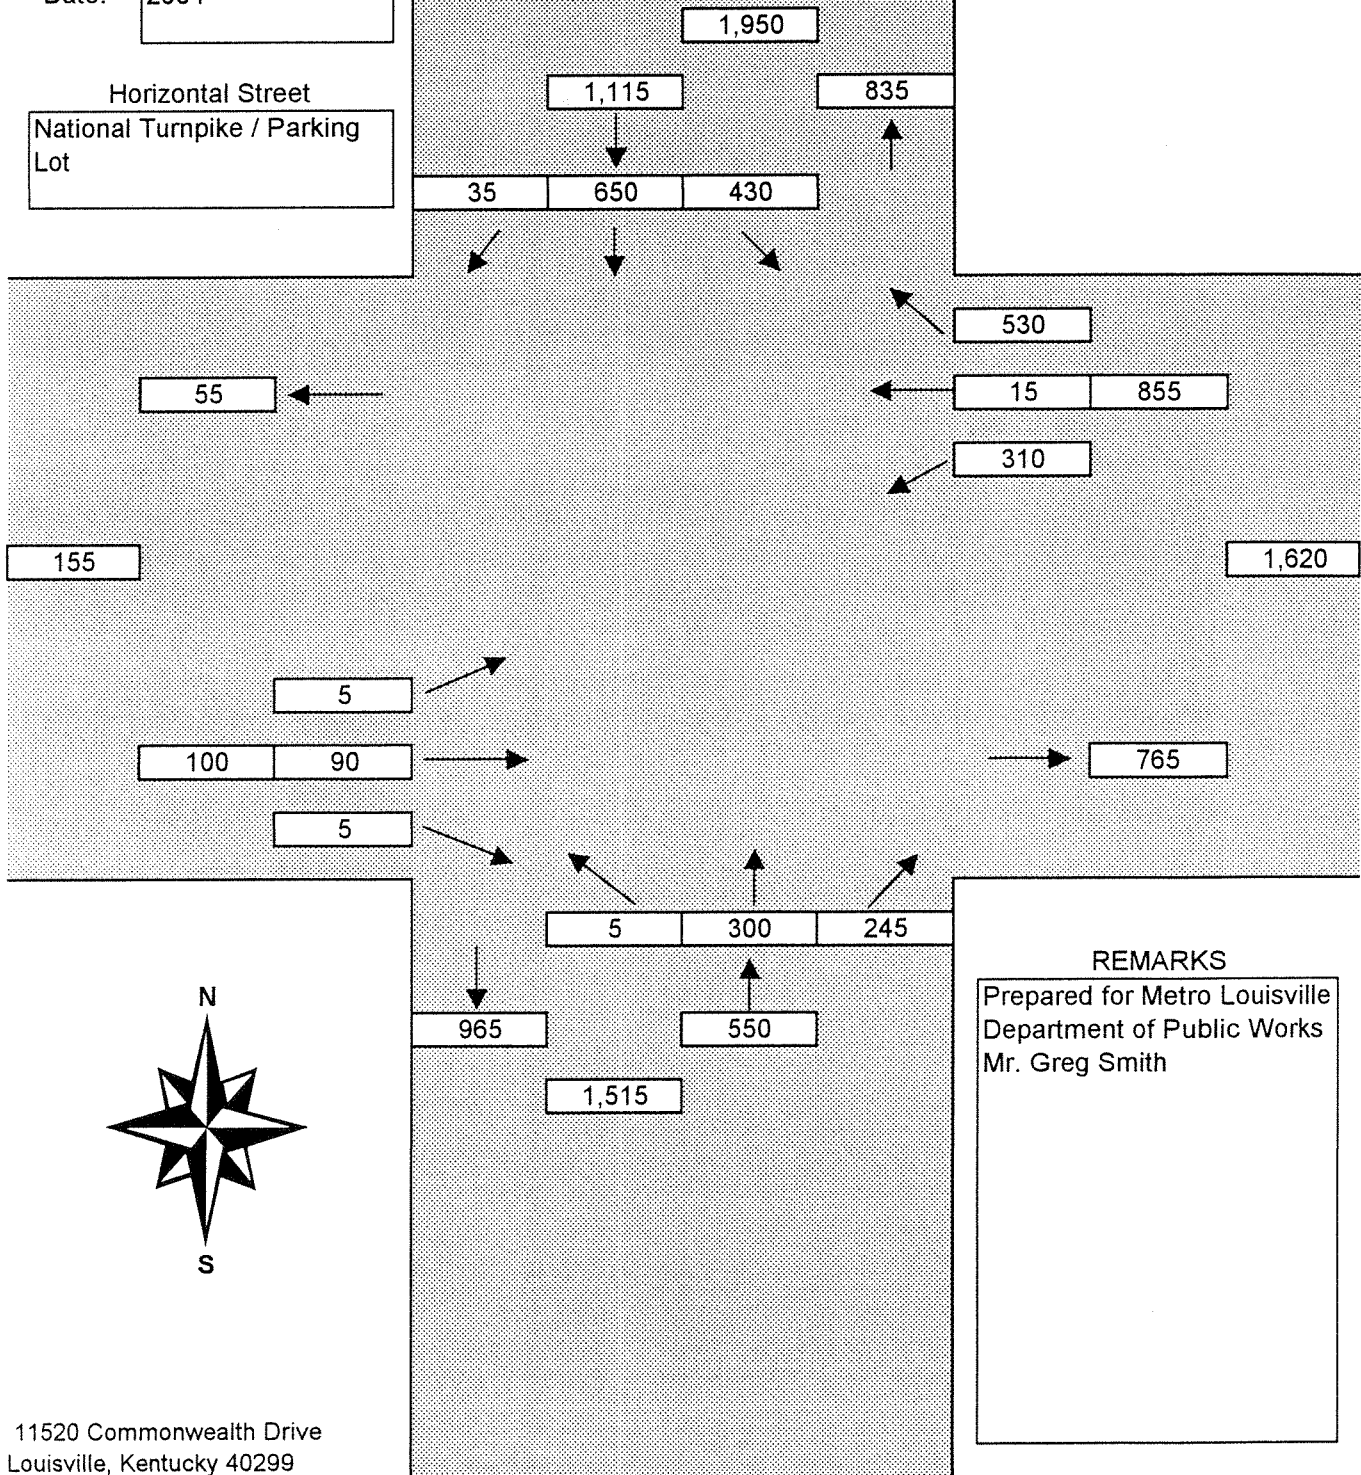 1,950
Horizontal Street
1,115
835
National Turnpike / Parking
Lot
35 650 430
530
55
15 855
310
155
1,620
5
100 90
765
5
5 300 245
REMARKS
Prepared for Metro Louisville
Department of Public Works
Mr. Greg Smith
N
965
550
1,515
S
11520 Commonwealth Drive
Louisville, Kentucky 40299